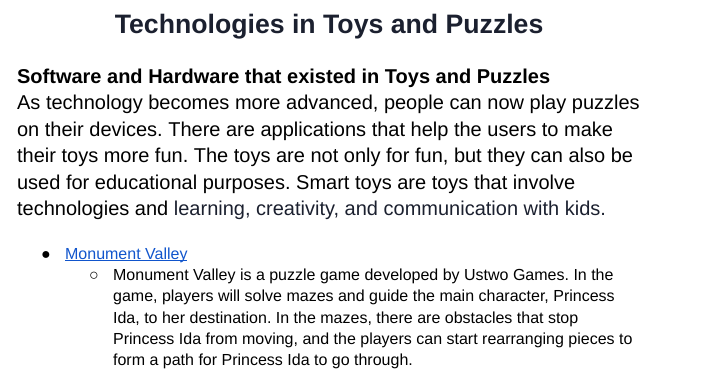 Technologies in Toys and Puzzles
Software and Hardware that existed in Toys and Puzzles
As technology becomes more advanced, people can now play puzzles
on their devices. There are applications that help the users to make
their toys more fun. The toys are not only for fun, but they can also be
used for educational purposes. Smart toys are toys that involve
technologies and learning, creativity, and communication with kids.
● Monument Valley
○ Monument Valley is a puzzle game developed by Ustwo Games. In the
game, players will solve mazes and guide the main character, Princess
Ida, to her destination. In the mazes, there are obstacles that stop
Princess Ida from moving, and the players can start rearranging pieces to
form a path for Princess Ida to go through.